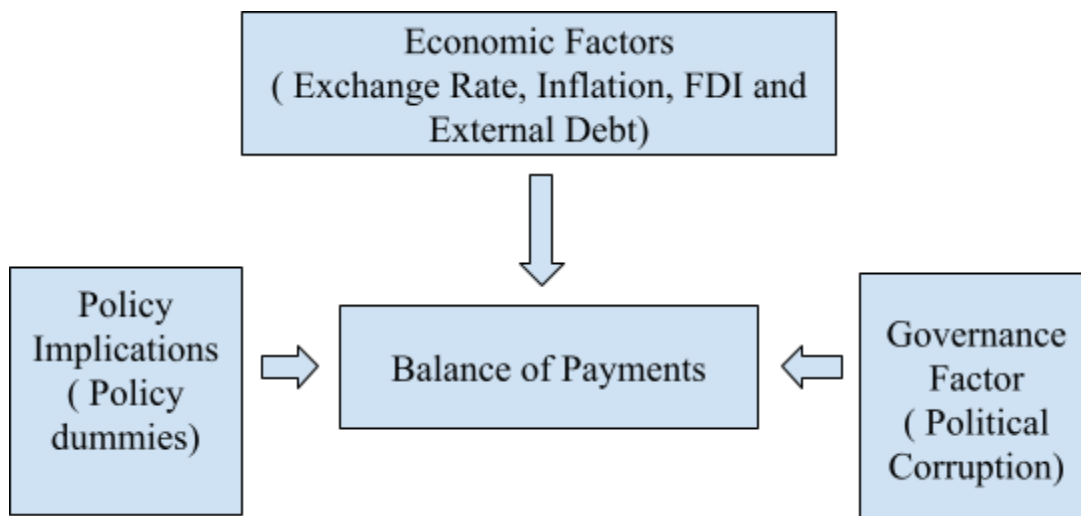 Economic Factors
( Exchange Rate, Inflation, FDI and
External Debt)
Policy
Implications
( Policy
dummies)
Balance of Payments
Governance
Factor
( Political
Corruption)